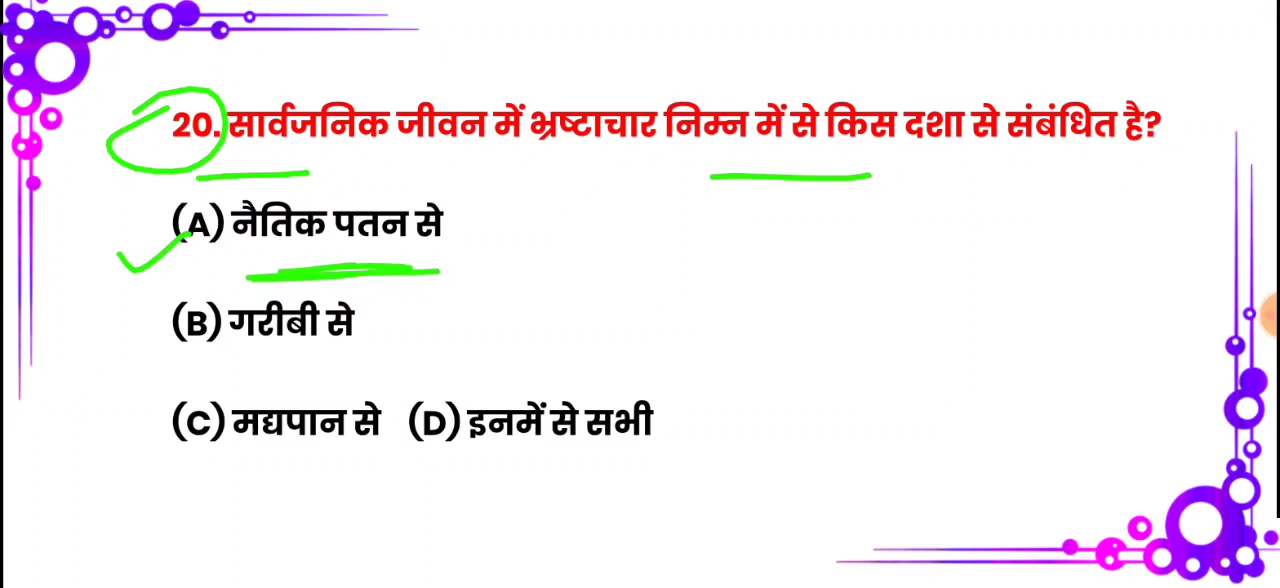 20. सार्वजनिक जीवन में भ्रष्टाचार निम्न में से किस दशा से संबंधित है?
(A) नैतिक पतन से
(B) गरीबी से
(C) मद्यपान से (D) इनमें से सभी